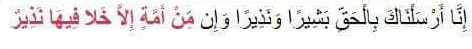 إِنَّا أَرْسَلْنَاكَ بِالْحَقِّ بَشِيرًا وَنَذِيرًا وَإِن مِّنْ أُمَّةٍ إِلَّا خَلَا فِيهَا نَذِيرٌ